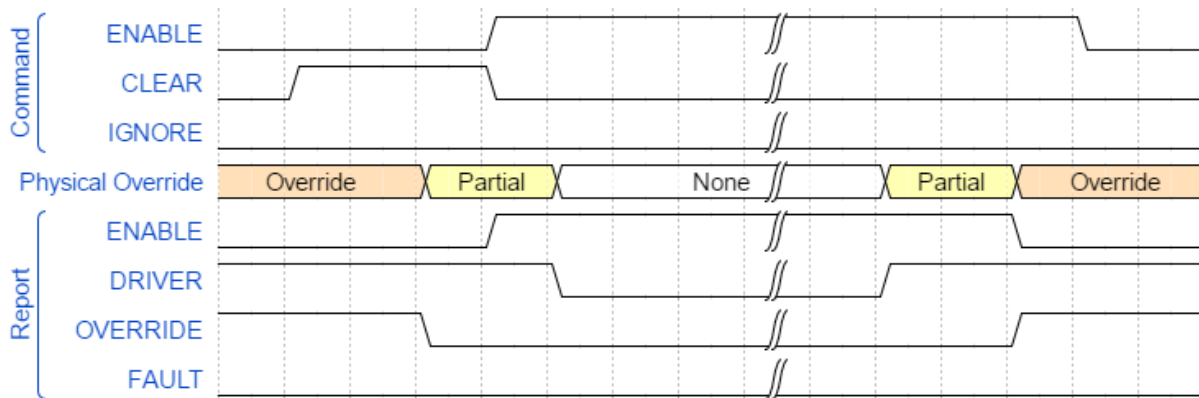 Command
ENABLE
CLEAR
IGNORE
Physical Override Override Partial None Partial Override
Report
ENABLE
DRIVER
OVERRIDE
FAULT